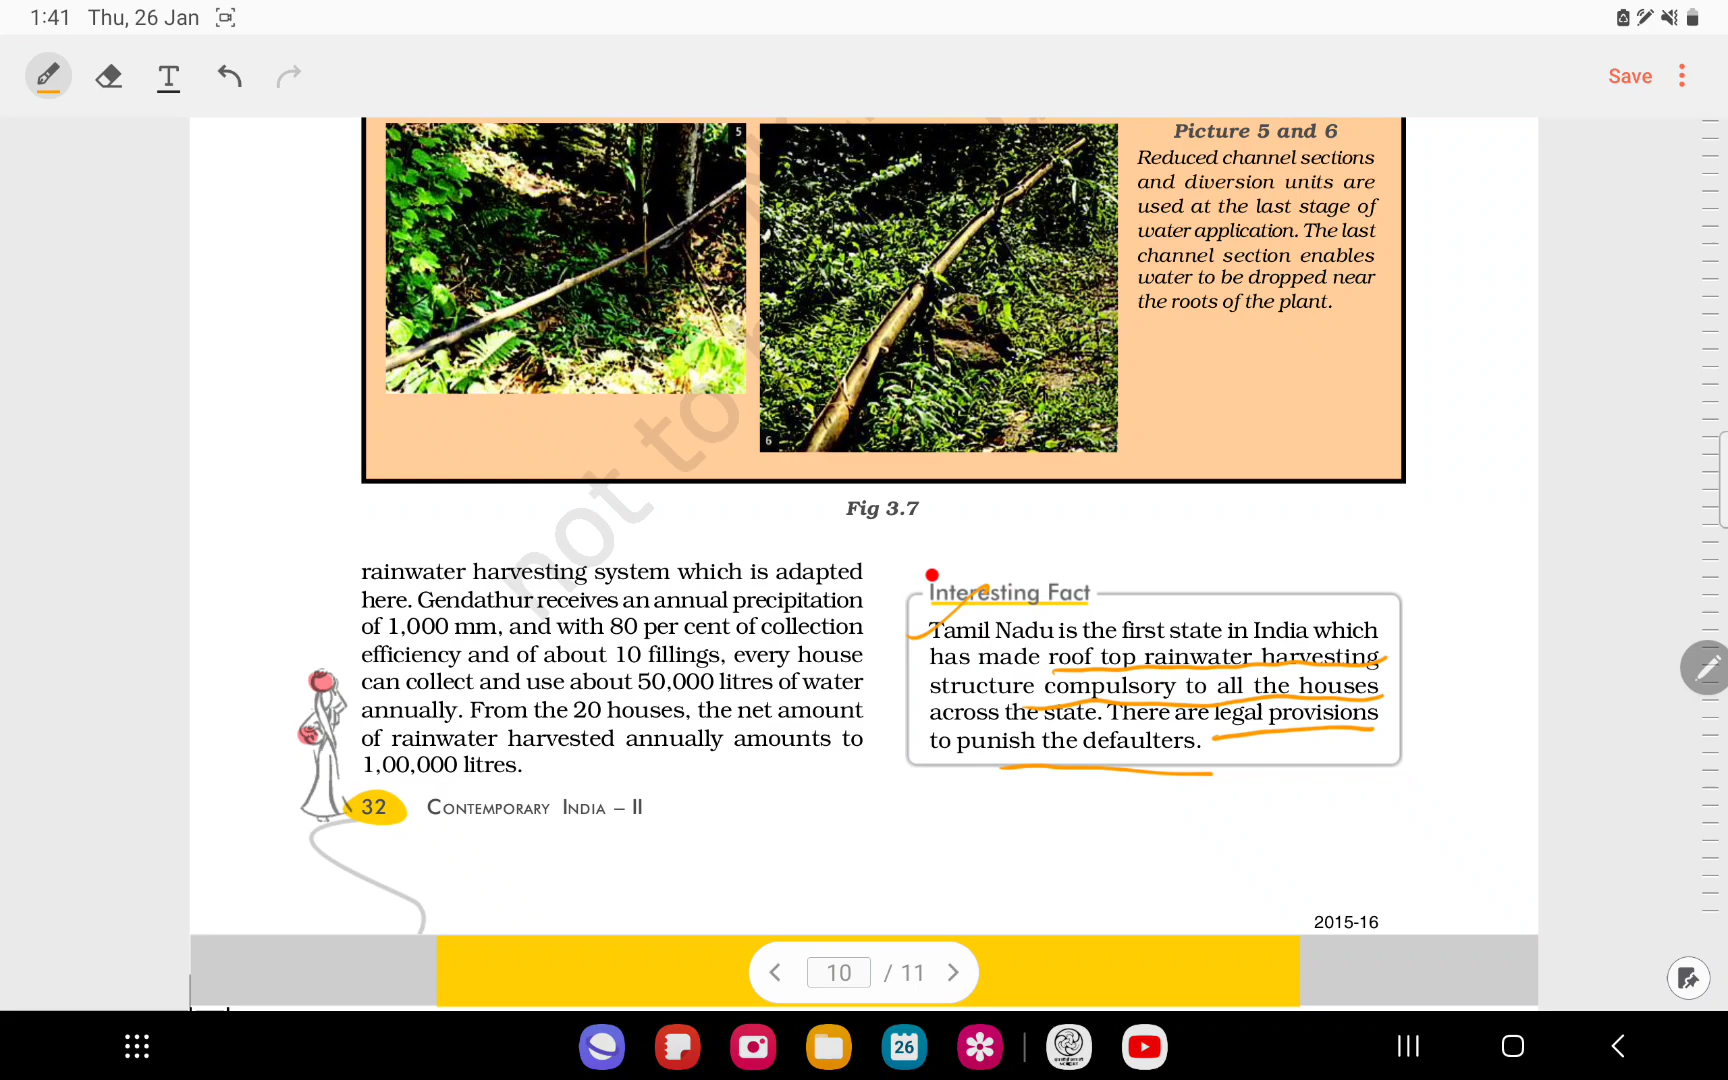 1:41 Thu, 26 Jan
T
Save
5
6
Picture 5 and 6
Reduced channel sections
and diversion units are
used at the last stage of
water application. The last
channel section enables
water to be dropped near
the roots of the plant.
not to
Fig 3.7
rainwater harvesting system which is adapted
here. Gendathur receives an annual precipitation
of 1,000 mm, and with 80 per cent of collection
efficiency and of about 10 fillings, every house
can collect and use about 50,000 litres of water
annually. From the 20 houses, the net amount
of rainwater harvested annually amounts to
1,00,000 litres.
Interesting Fact
Tamil Nadu is the first state in India which
has made roof top rainwater harvesting
structure compulsory to all the houses
across the state. There are legal provisions
to punish the defaulters.
32 Contemporary India – II
2015-16
10 / 11
26